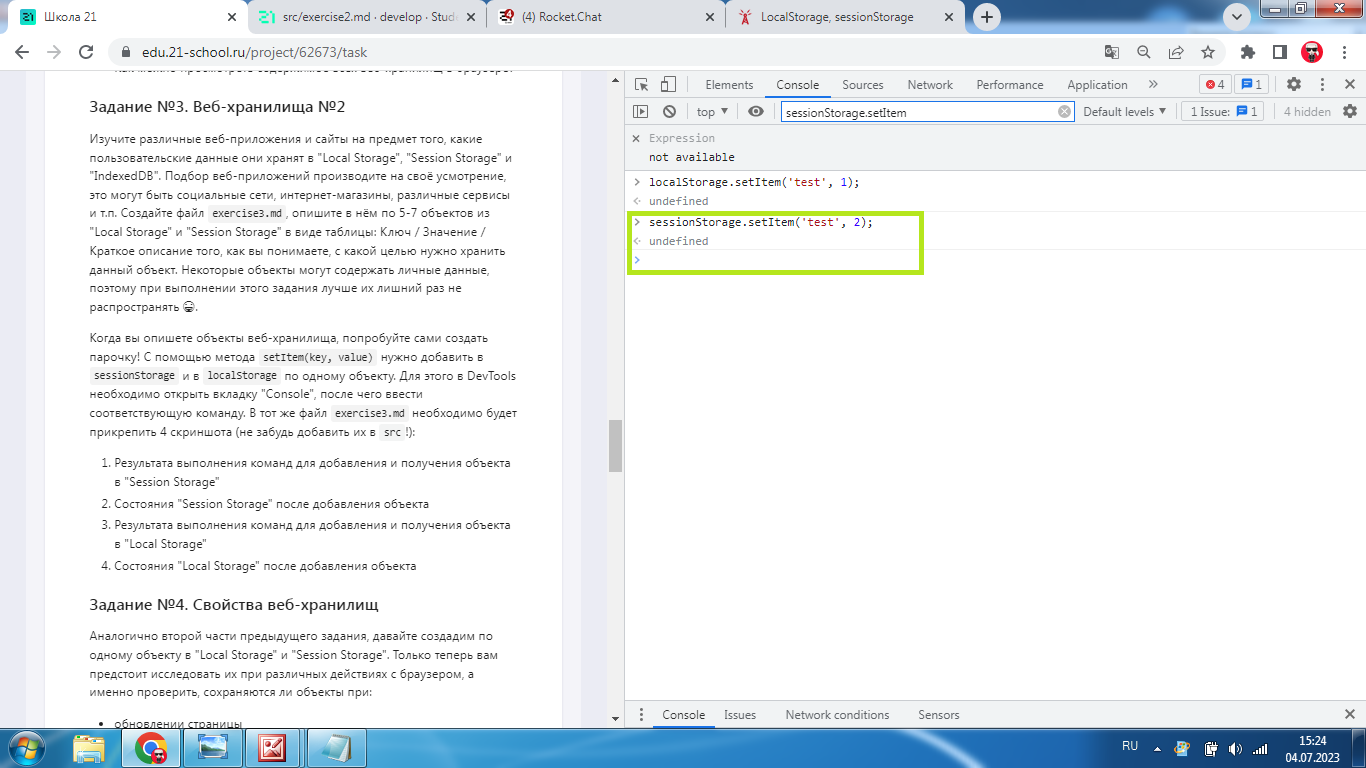 Школа 21
src/exercise2.md · develop · Stud
(4) Rocket.Chat
LocalStorage, sessionStorage
edu.21-school.ru/project/62673/task
Задание №3. Веб-хранилища №2
Изучите различные веб-приложения и сайты на предмет того, какие
пользовательские данные они хранят в "Local Storage", "Session Storage" и
"IndexedDB". Подбор веб-приложений производите на своё усмотрение,
это могут быть социальные сети, интернет-магазины, различные сервисы
и т.п. Создайте файл exercise3.md, опишите в нём по 5-7 объектов из
"Local Storage" и "Session Storage" в виде таблицы: Ключ / Значение /
Краткое описание того, как вы понимаете, с какой целью нужно хранить
данный объект. Некоторые объекты могут содержать личные данные,
поэтому при выполнении этого задания лучше их лишний раз не
распространять 😁.
Когда вы опишете объекты веб-хранилища, попробуйте сами создать
парочку! С помощью метода setItem(key, value) нужно добавить в
sessionStorage и в localStorage по одному объекту. Для этого в DevTools
необходимо открыть вкладку "Console", после чего ввести
соответствующую команду. В тот же файл exercise3.md необходимо будет
прикрепить 4 скриншота (не забудь добавить их в src!):
1. Результата выполнения команд для добавления и получения объекта
в "Session Storage"
2. Состояния "Session Storage" после добавления объекта
3. Результата выполнения команд для добавления и получения объекта
в "Local Storage"
4. Состояния "Local Storage" после добавления объекта
Задание №4. Свойства веб-хранилищ
Аналогично второй части предыдущего задания, давайте создадим по
одному объекту в "Local Storage" и "Session Storage". Только теперь вам
предстоит исследовать их при различных действиях с браузером, а
именно проверить, сохраняются ли объекты при:
• обновлении страницы
Elements Console Sources Network Performance Application » 4 1
top ▼ sessionStorage.setItem Default levels ▼ 1 Issue: 1 4 hidden
Expression
not available
localStorage.setItem('test', 1);
undefined
sessionStorage.setItem('test', 2);
undefined
Console Issues Network conditions Sensors
RU
15:24
04.07.2023